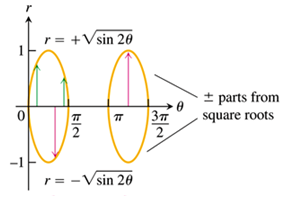 r
1
r = +√sin 2θ
0
π/2
π
3π/2
θ
± parts from
square roots
−1
r = −√sin 2θ